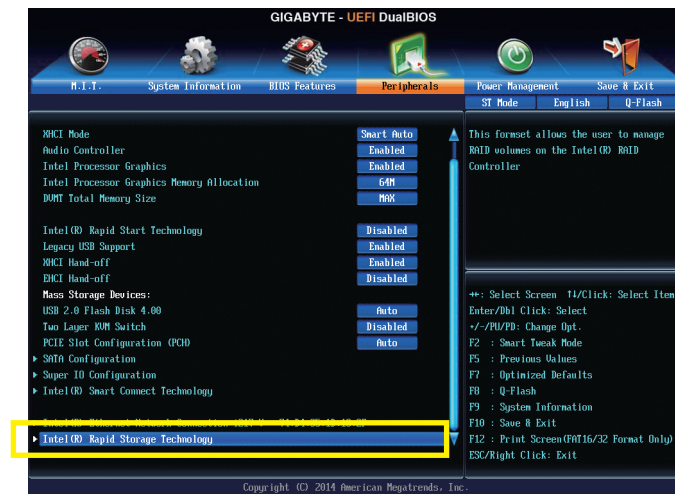 GIGABYTE - UEFI DualBIOS
M.I.T. System Information BIOS Features Peripherals Power Management Save & Exit
ST Mode English Q-Flash
XHCI Mode Smart Auto
Audio Controller Enabled
Intel Processor Graphics Enabled
Intel Processor Graphics Memory Allocation 64M
DVMT Total Memory Size MAX
Intel(R) Rapid Start Technology Disabled
Legacy USB Support Enabled
XHCI Hand-off Enabled
EHCI Hand-off Disabled
Mass Storage Devices:
USB 2.0 Flash Disk 4.00 Auto
Two Layer KVM Switch Disabled
PCIE Slot Configuration (PCH) Auto
SATA Configuration
Super IO Configuration
Intel(R) Smart Connect Technology
Intel(R) Ethernet Network Connection
Intel(R) Rapid Storage Technology
This formset allows the user to manage
RAID volumes on the Intel(R) RAID
Controller
↔: Select Screen ↑↓/Click: Select Item
Enter/Dbl Click: Select
+/-/PU/PD: Change Opt.
F2 : Smart Tweak Mode
F5 : Previous Values
F7 : Optimized Defaults
F8 : Q-Flash
F9 : System Information
F10 : Save & Exit
F12 : Print Screen(FAT16/32 Format Only)
ESC/Right Click: Exit
Copyright (C) 2014 American Megatrends, Inc.